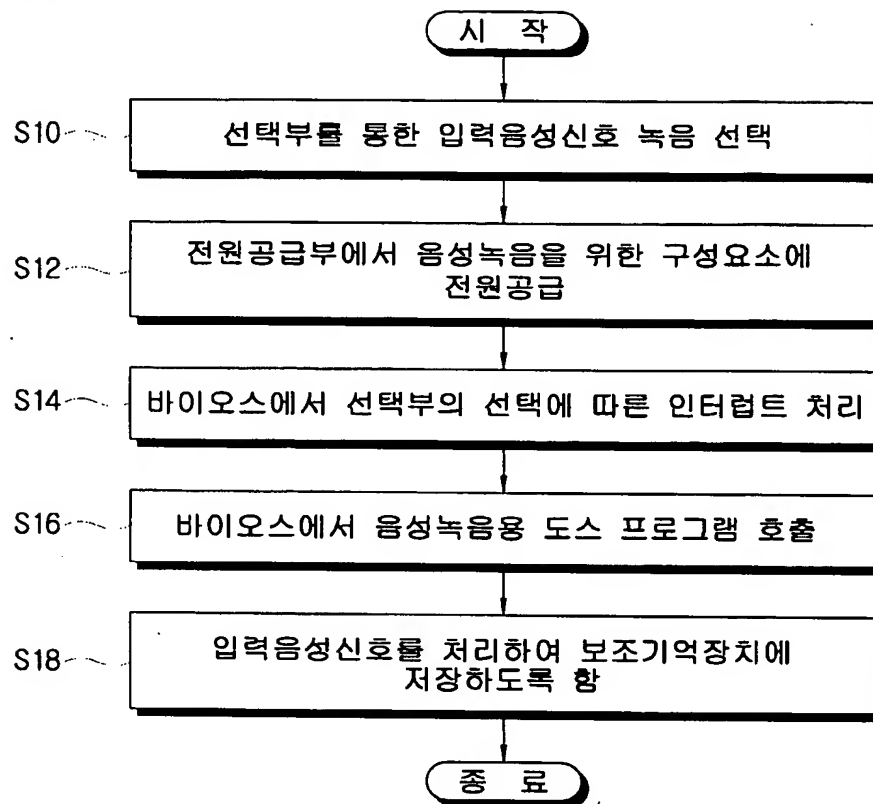 시 작
S10 선택부를 통한 입력음성신호 녹음 선택
전원공급부에서 음성녹음을 위한 구성요소에
S12
전원공급
S14 바이오스에서 선택부의 선택에 따른 인터럽트 처리
S16 바이오스에서 음성녹음용 도스 프로그램 호출
입력음성신호를 처리하여 보조기억장치에
S18
저장하도록 함
종 료